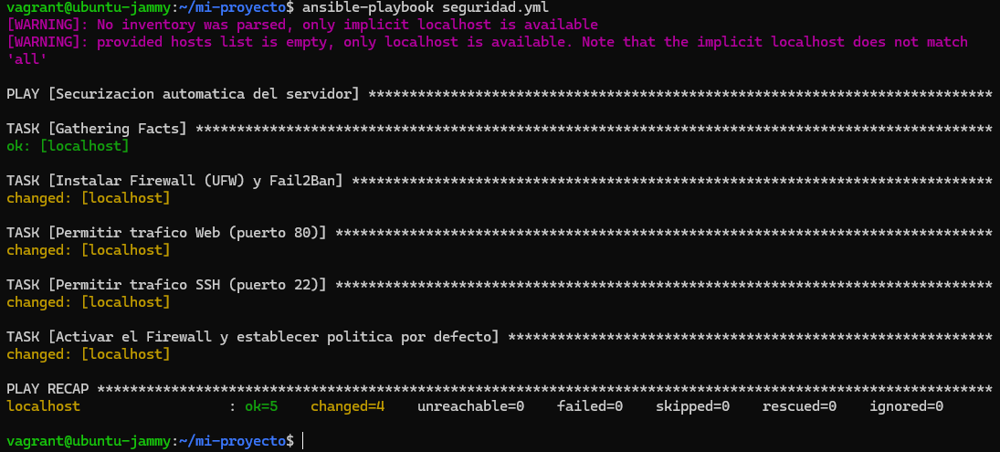 vagrant@ubuntu-jammy:~/mi-proyecto$ ansible-playbook seguridad.yml
[WARNING]: No inventory was parsed, only implicit localhost is available
[WARNING]: provided hosts list is empty, only localhost is available. Note that the implicit localhost does not match
'all'
PLAY [Securizacion automatica del servidor] ****************************************************************************
TASK [Gathering Facts] *************************************************************************************************
ok: [localhost]
TASK [Instalar Firewall (UFW) y Fail2Ban] ******************************************************************************
changed: [localhost]
TASK [Permitir trafico Web (puerto 80)] ********************************************************************************
changed: [localhost]
TASK [Permitir trafico SSH (puerto 22)] ********************************************************************************
changed: [localhost]
TASK [Activar el Firewall y establecer politica por defecto] ***********************************************************
changed: [localhost]
PLAY RECAP *************************************************************************************************************
localhost                  : ok=5    changed=4    unreachable=0    failed=0    skipped=0    rescued=0    ignored=0
vagrant@ubuntu-jammy:~/mi-proyecto$